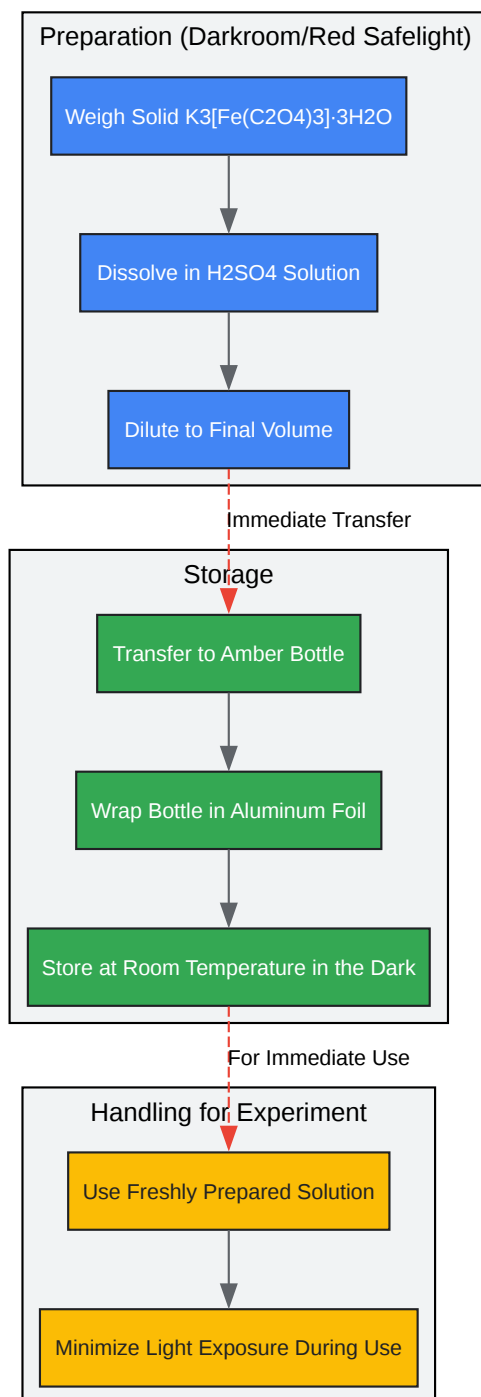 Preparation (Darkroom/Red Safelight)
Weigh Solid K3[Fe(C2O4)3]·3H2O
Dissolve in H2SO4 Solution
Dilute to Final Volume
Immediate Transfer
Storage
Transfer to Amber Bottle
Wrap Bottle in Aluminum Foil
Store at Room Temperature in the Dark
For Immediate Use
Handling for Experiment
Use Freshly Prepared Solution
Minimize Light Exposure During Use